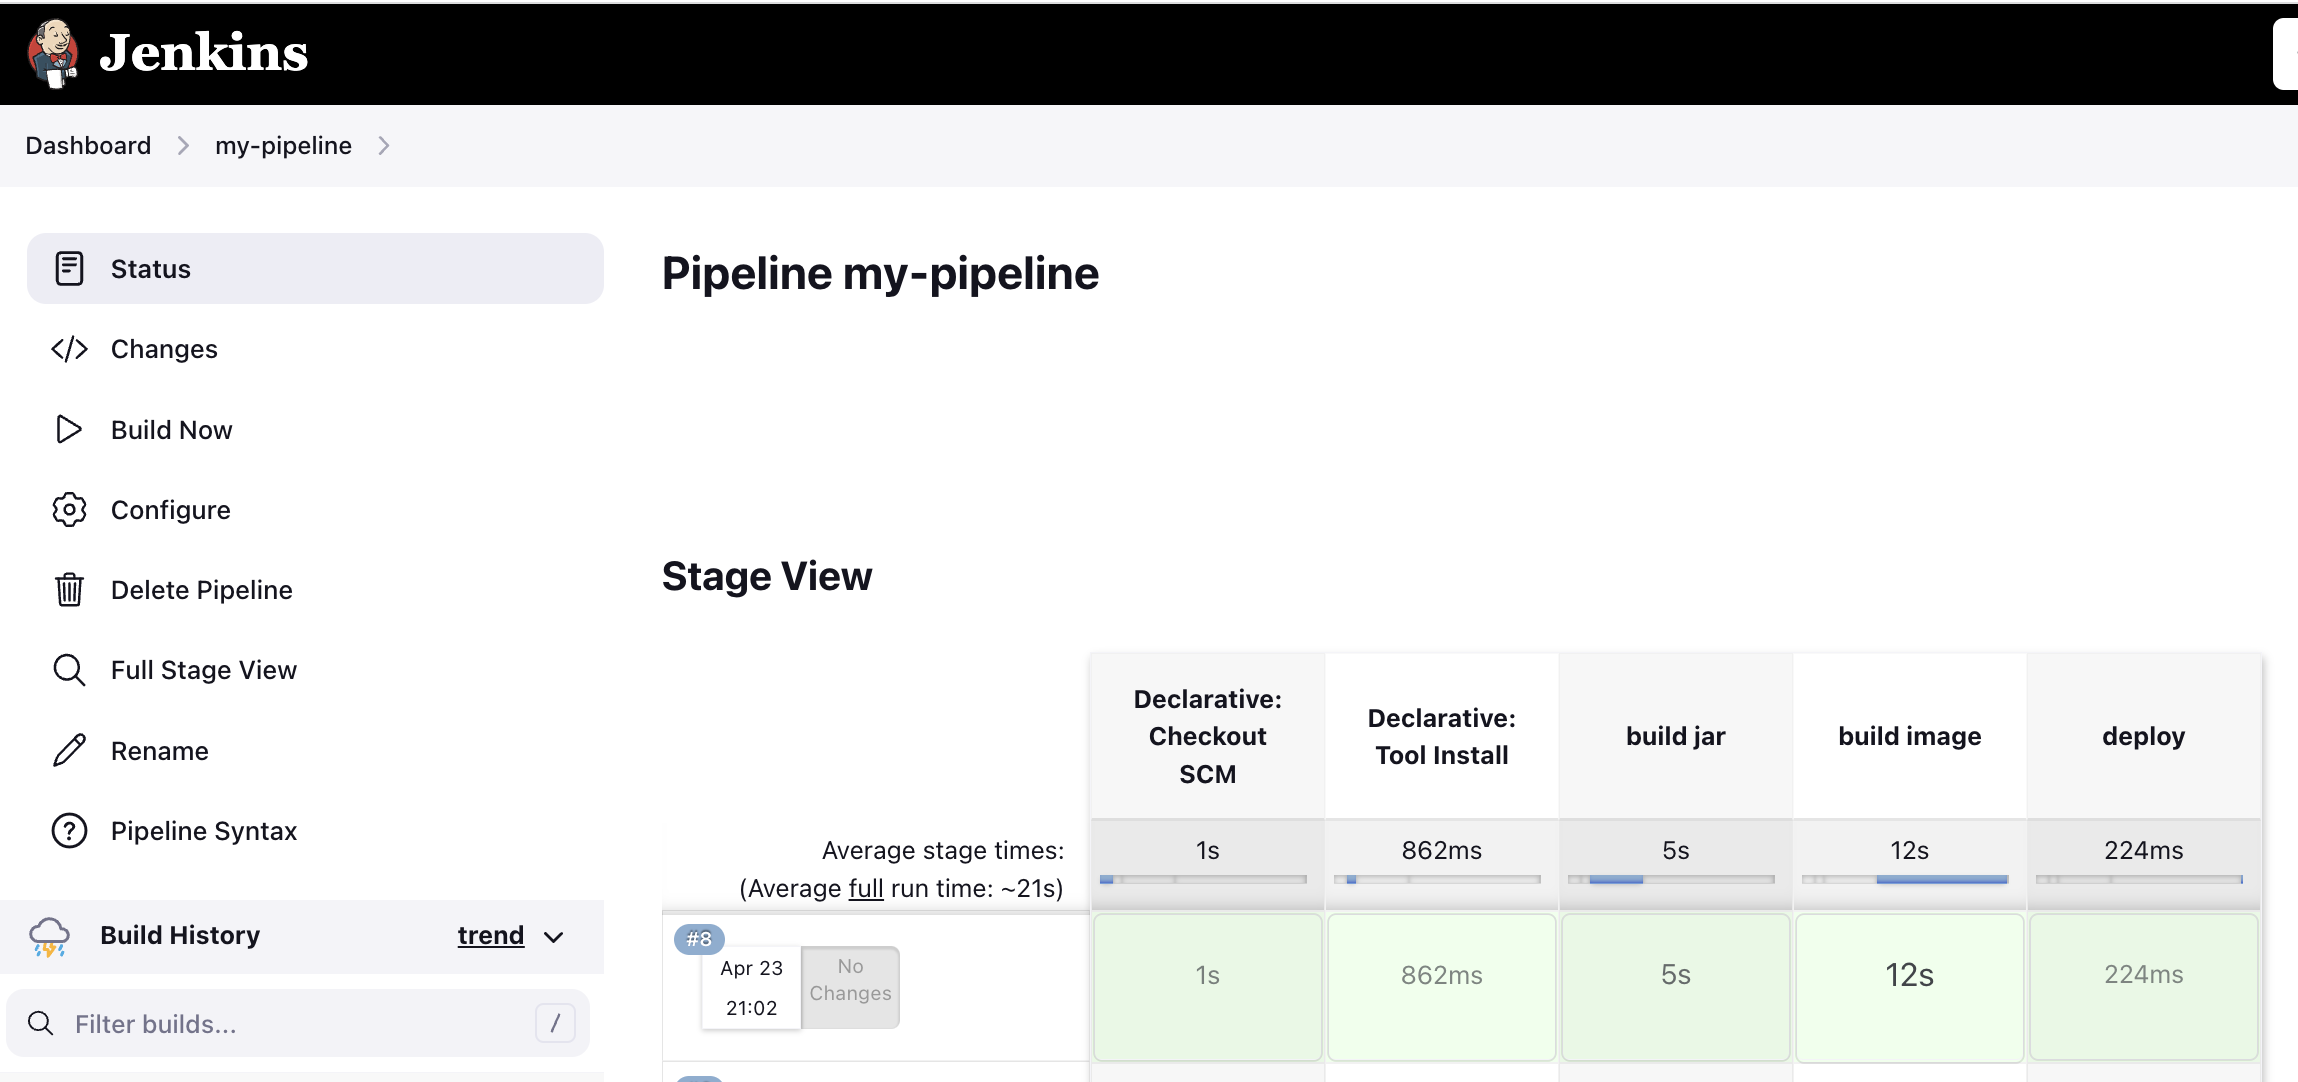 Jenkins
Dashboard
my-pipeline
Status
Changes
Build Now
Configure
Delete Pipeline
Full Stage View
Rename
Pipeline Syntax
Build History
trend
Filter builds...
/
Pipeline my-pipeline
Stage View
Declarative:
Checkout
SCM
Declarative:
Tool Install
build jar
build image
deploy
Average stage times:
(Average full run time: ~21s)
1s
862ms
5s
12s
224ms
#8
Apr 23
21:02
No
Changes
1s
862ms
5s
12s
224ms